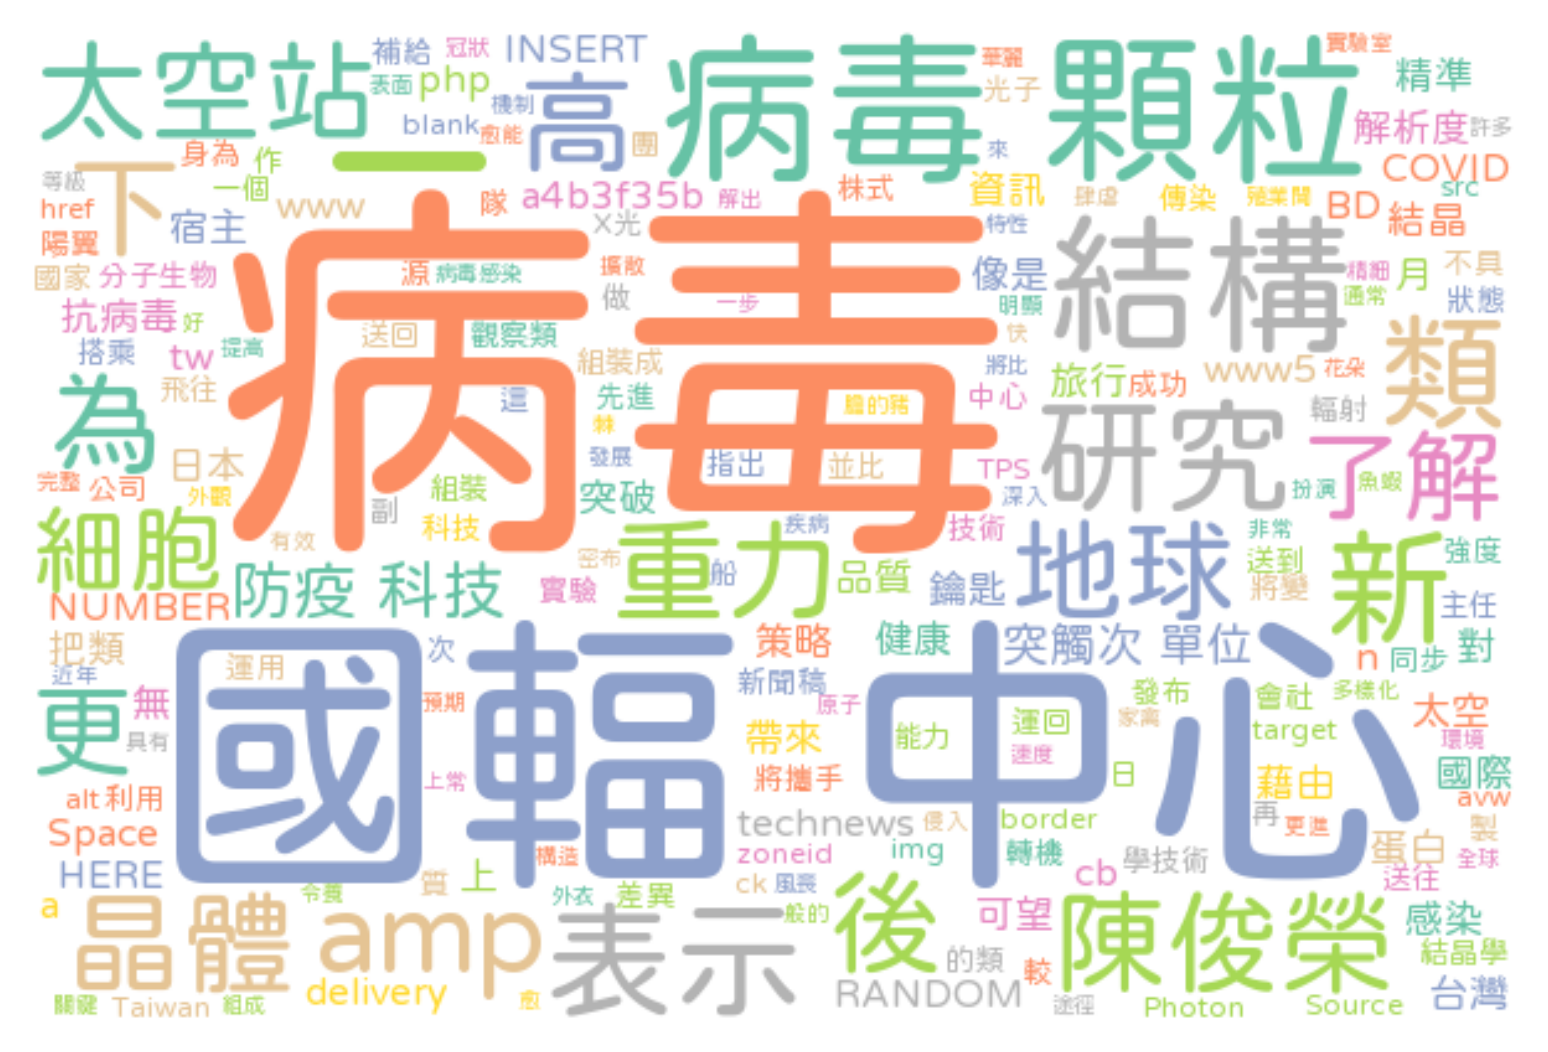 太空站
補給
冠狀
INSERT
表面
php
機制
blank
愈能
高
團
病毒顆粒
華麗
光子
來
實驗室
精準
解析度
許多
COVID
src
身為
作
一
等級
下
一個
href
www
陽翼
宿主
隊
a4b3f35b
解出
株式
資訊
肆虐
傳染
殖業聞
BD
結晶
X光
特性
國家
分子生物
源
病毒感染
擴散
像是
結構
精細
月
不具
做
一步
明顯
通常
狀態
抗病毒
好
病毒
送回
觀察類
快
搭乘
tw
提高
組裝成
將比
www5
花朵
類
飛往
這
先進
旅行
成功
為
棘
膽的豬
中心
輻射
研究
日本
發展
指出
並比
TPS
了解
完整
公司
外觀
組裝
突破
深入
扮演
魚蝦
副
科技
疾病
技術
非常
細胞
有效
密布
重力
船
地球
送到
新
強度
防疫 科技
實驗
品質
鑰匙
將變
主任
NUMBER
把類
近年
運用
次
策略
健康
突觸次 單位
n
同步
對
國輻中心
更
無
預期
新聞稿
原子
發布
會社
多樣化
太空
具有
帶來
能力
運回
家禽
target
環境
上常
將攜手
速度
日
藉由
國際
alt
利用
avw
Space
technews
侵入
border
再
更進
製
HERE
構造
zoneid
img
轉機
學技術
蛋白
全球
質
上
ck
風喪
cb
送往
令養
外衣
差異
a
晶體
amp
表示
般的
後
可望
陳俊榮
感染
的類
較
結晶學
delivery
愈
RANDOM
台灣
關鍵
Taiwan
組成
途徑
Photon
Source